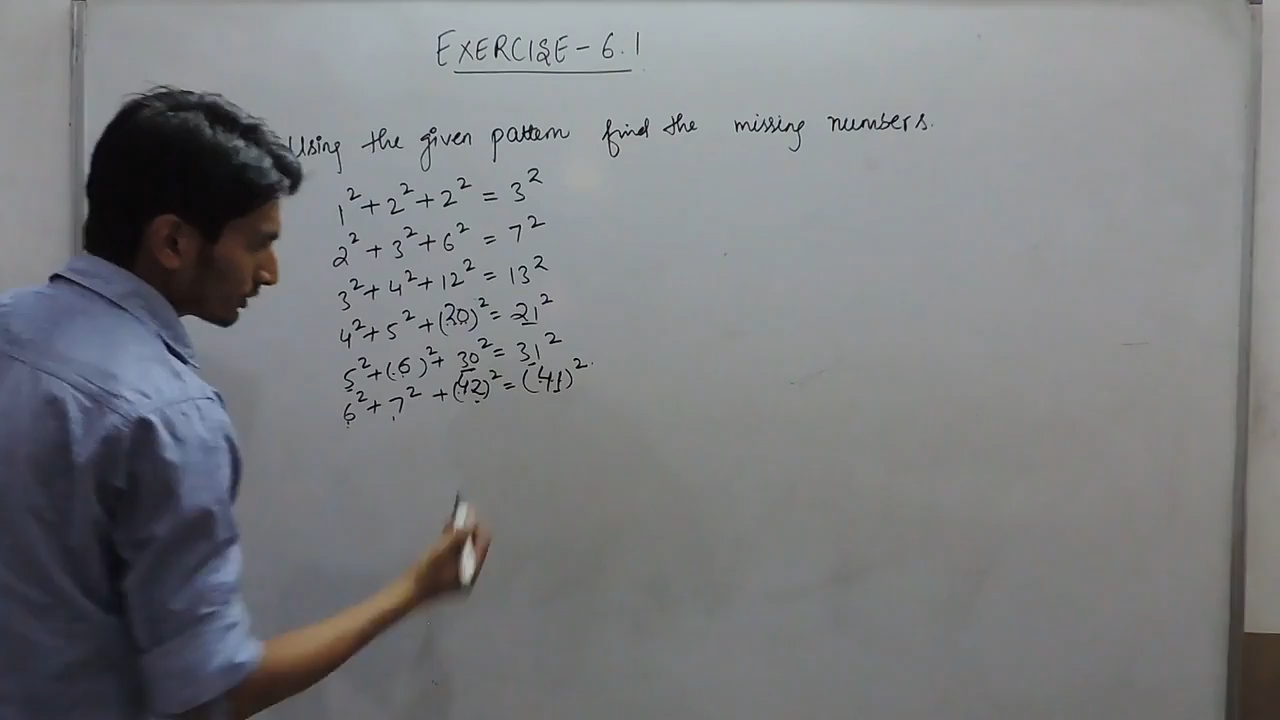 EXERCISE - 6.1
Using the given pattern find the missing numbers.
1² + 2² + 2² = 3²
2² + 3² + 6² = 7²
3² + 4² + 12² = 13²
4² + 5² + (20)² = 21²
5² + (6)² + 30² = 31²
6² + 7² + (42)² = (41)²